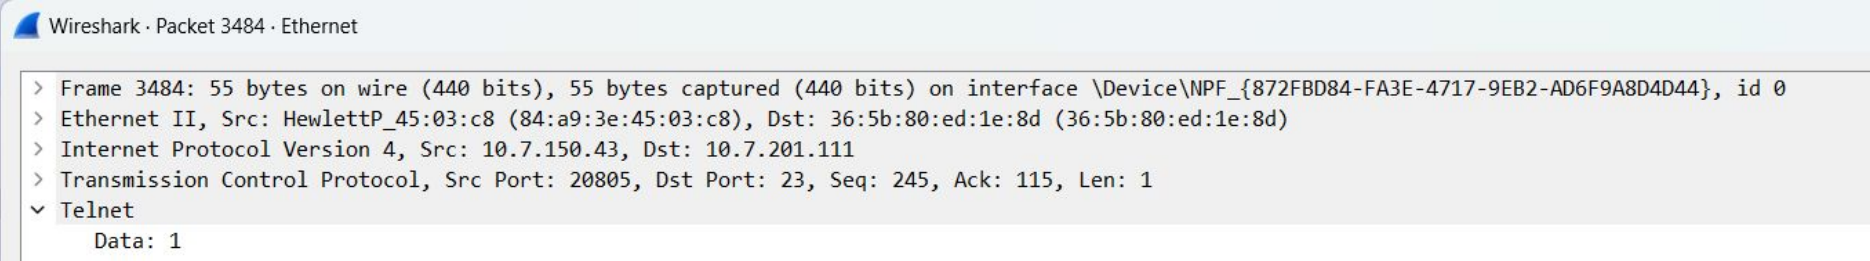 Wireshark · Packet 3484 · Ethernet
Frame 3484: 55 bytes on wire (440 bits), 55 bytes captured (440 bits) on interface \Device\NPF_{872FBD84-FA3E-4717-9EB2-AD6F9A8D4D44}, id 0
Ethernet II, Src: HewlettP_45:03:c8 (84:a9:3e:45:03:c8), Dst: 36:5b:80:ed:1e:8d (36:5b:80:ed:1e:8d)
Internet Protocol Version 4, Src: 10.7.150.43, Dst: 10.7.201.111
Transmission Control Protocol, Src Port: 20805, Dst Port: 23, Seq: 245, Ack: 115, Len: 1
Telnet
Data: 1